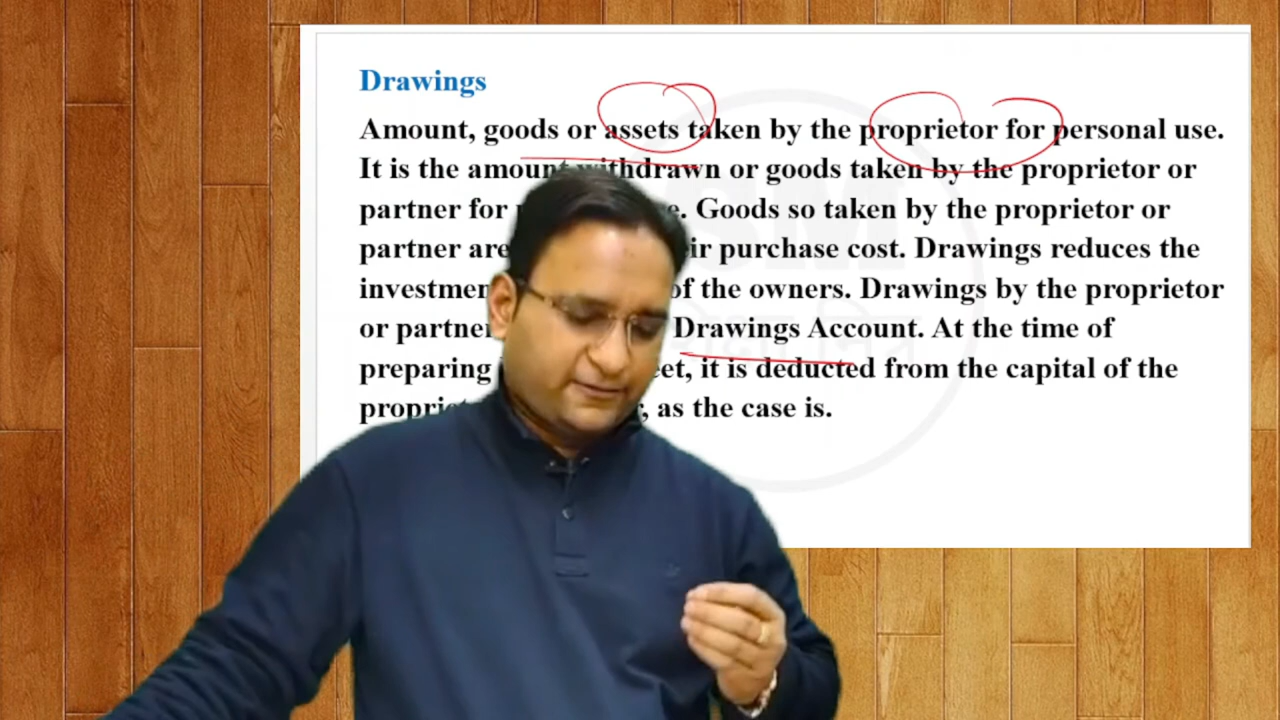 Drawings
Amount, goods or assets taken by the proprietor for personal use.
It is the amount withdrawn or goods taken by the proprietor or
partner for e. Goods so taken by the proprietor or
partner are ir purchase cost. Drawings reduces the
investmen of the owners. Drawings by the proprietor
or partner Drawings Account. At the time of
preparing et, it is deducted from the capital of the
propriet r, as the case is.
SM